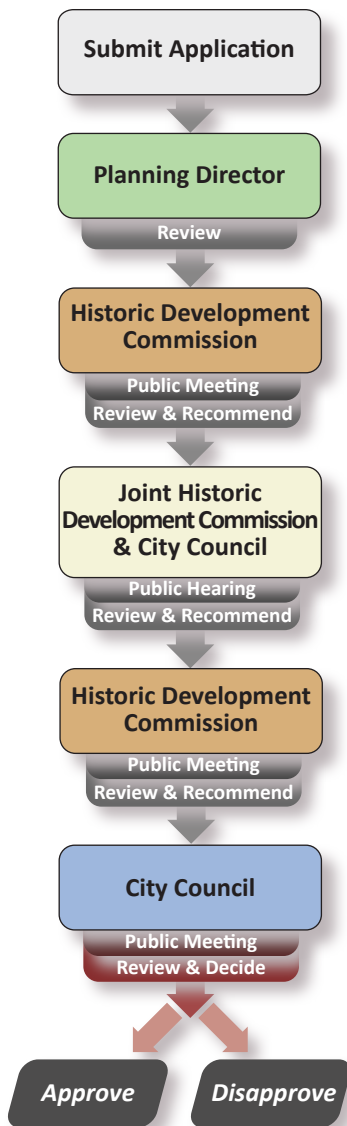 Submit Application
Planning Director
Review
Historic Development
Commission
Public Meeting
Review & Recommend
Joint Historic
Development Commission
& City Council
Public Hearing
Review & Recommend
Historic Development
Commission
Public Meeting
Review & Recommend
City Council
Public Meeting
Review & Decide
Approve
Disapprove